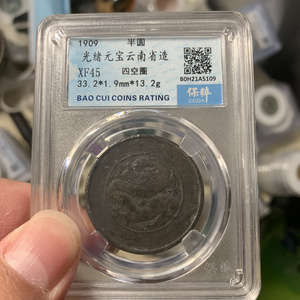 1909 半圆
光绪元宝云南省造
XF45 四空圈
33.2*1.9mm*13.2g
BAO CUI COINS RATING
B0H21A5109
保粹